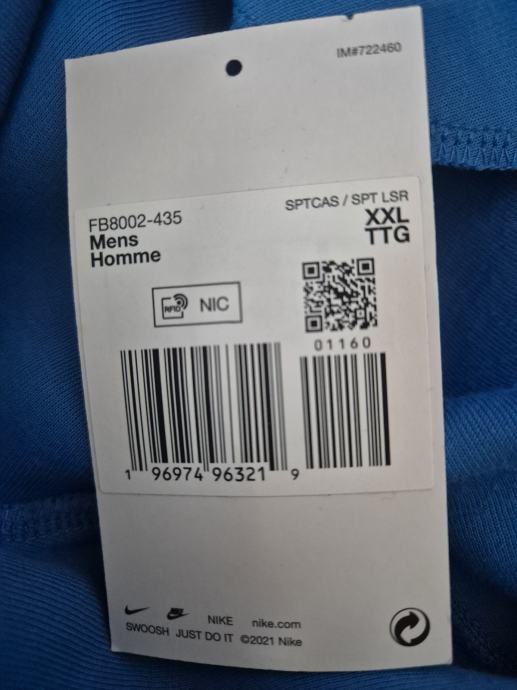 IM#722460
FB8002-435
Mens
Homme
SPTCAS / SPT LSR
XXL
TTG
RFID NIC
01160
1 96974 96321 9
NIKE nike.com
SWOOSH JUST DO IT ©2021 Nike